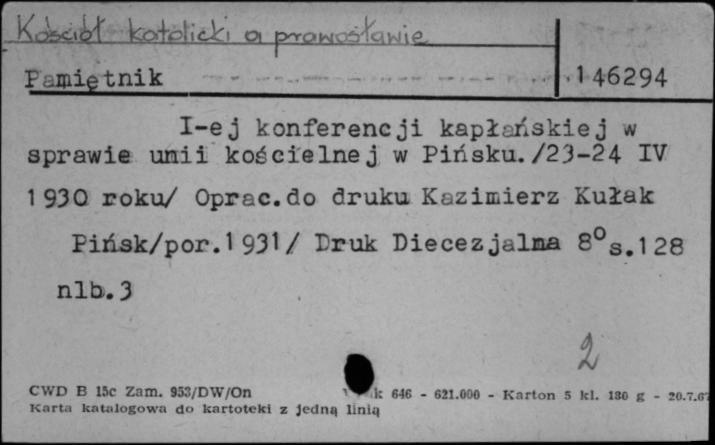 Kościół katolicki a prawosławie
Pamiętnik 146294
I-ej konferencji kapłańskiej w
sprawie unii kościelnej w Pińsku./23-24 IV
1930 roku/ Oprac.do druku Kazimierz Kułak
Pińsk/por.1931/ Druk Diecezjalna 8° s.128
nlb.3
2
CWD B 15c Zam. 953/DW/On 646 - 621.000 - Karton 5 kl. 180 g - 20.7.67
Karta katalogowa do kartoteki z jedną linią